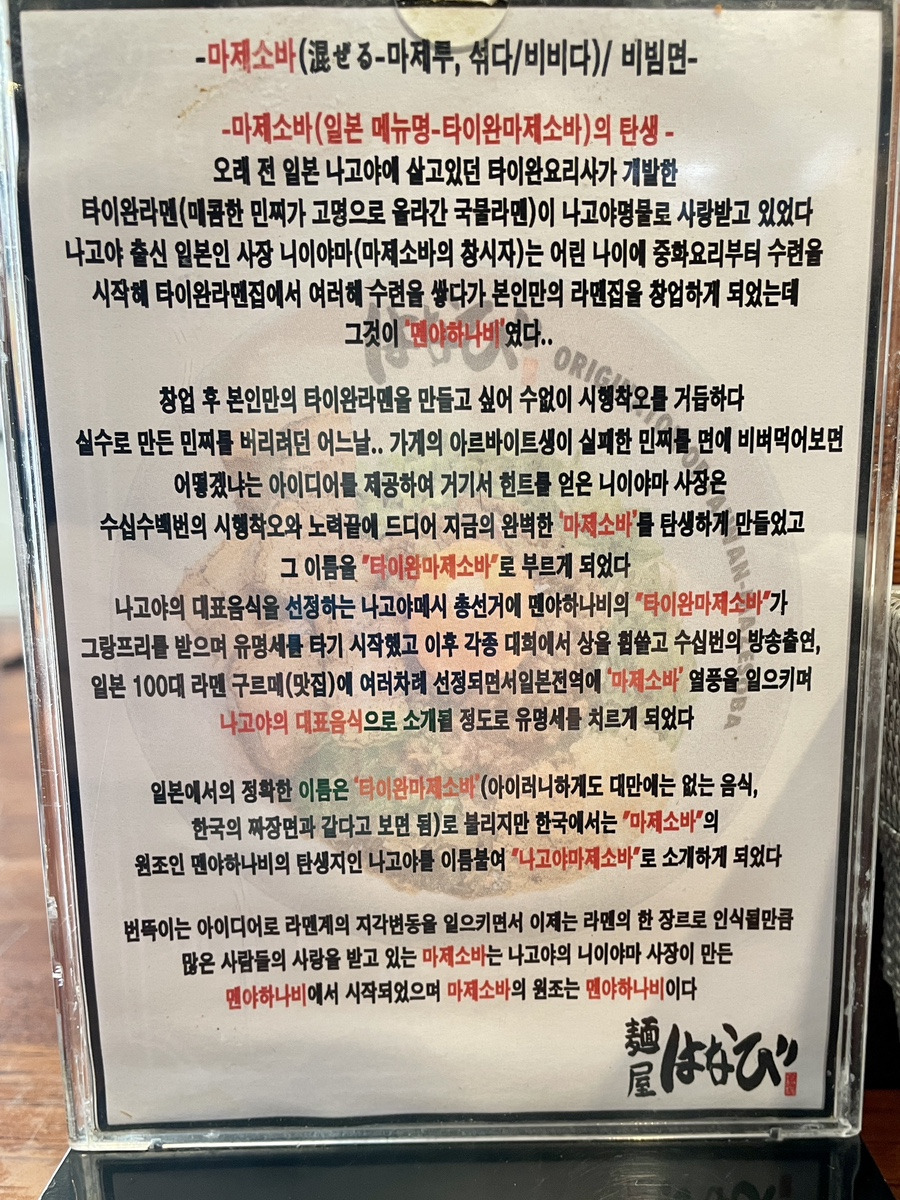 -마제소바(混ぜる-마제루, 섞다/비비다)/ 비빔면-
-마제소바(일본 메뉴명-타이완마제소바)의 탄생 -
오래 전 일본 나고야에 살고있던 타이완요리사가 개발한
타이완라멘(매콤한 민찌가 고명으로 올라간 국물라멘)이 나고야명물로 사랑받고 있었다
나고야 출신 일본인 사장 니이야마(마제소바의 창시자)는 어린 나이에 중화요리부터 수련을
시작해 타이완라멘집에서 여러해 수련을 쌓다가 본인만의 라멘집을 창업하게 되었는데
그것이 '멘야하나비'였다..
창업 후 본인만의 타이완라멘을 만들고 싶어 수없이 시행착오를 거듭하다
실수로 만든 민찌를 버리려던 어느날.. 가게의 아르바이트생이 실패한 민찌를 면에 비벼먹어보면
어떻겠냐는 아이디어를 제공하여 거기서 힌트를 얻은 니이야마 사장은
수십수백번의 시행착오와 노력끝에 드디어 지금의 완벽한 '마제소바'를 탄생하게 만들었고
그 이름을 "타이완마제소바"로 부르게 되었다
나고야의 대표음식을 선정하는 나고야메시 총선거에 멘야하나비의 "타이완마제소바"가
그랑프리를 받으며 유명세를 타기 시작했고 이후 각종 대회에서 상을 휩쓸고 수십번의 방송출연,
일본 100대 라멘 구르메(맛집)에 여러차례 선정되면서일본전역에 '마제소바' 열풍을 일으키며
나고야의 대표음식으로 소개될 정도로 유명세를 치르게 되었다
일본에서의 정확한 이름은 '타이완마제소바'(아이러니하게도 대만에는 없는 음식,
한국의 짜장면과 같다고 보면 됨)로 불리지만 한국에서는 "마제소바"의
원조인 멘야하나비의 탄생지인 나고야를 이름붙여 "나고야마제소바"로 소개하게 되었다
번뜩이는 아이디어로 라멘계의 지각변동을 일으키면서 이제는 라멘의 한 장르로 인식될만큼
많은 사람들의 사랑을 받고 있는 마제소바는 나고야의 니이야마 사장이 만든
멘야하나비에서 시작되었으며 마제소바의 원조는 멘야하나비이다
麺屋 はなび
はなび